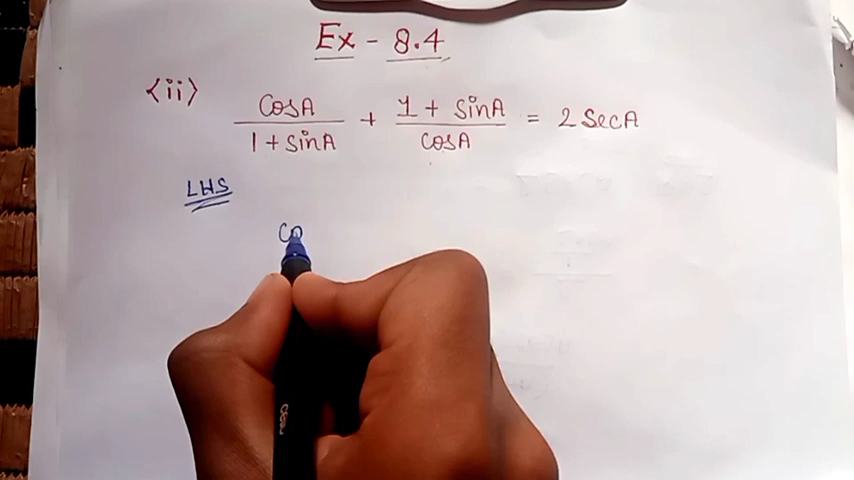 Ex - 8.4
<ii> cosA / 1 + sinA + 1 + sinA / cosA = 2 SecA
LHS
Co